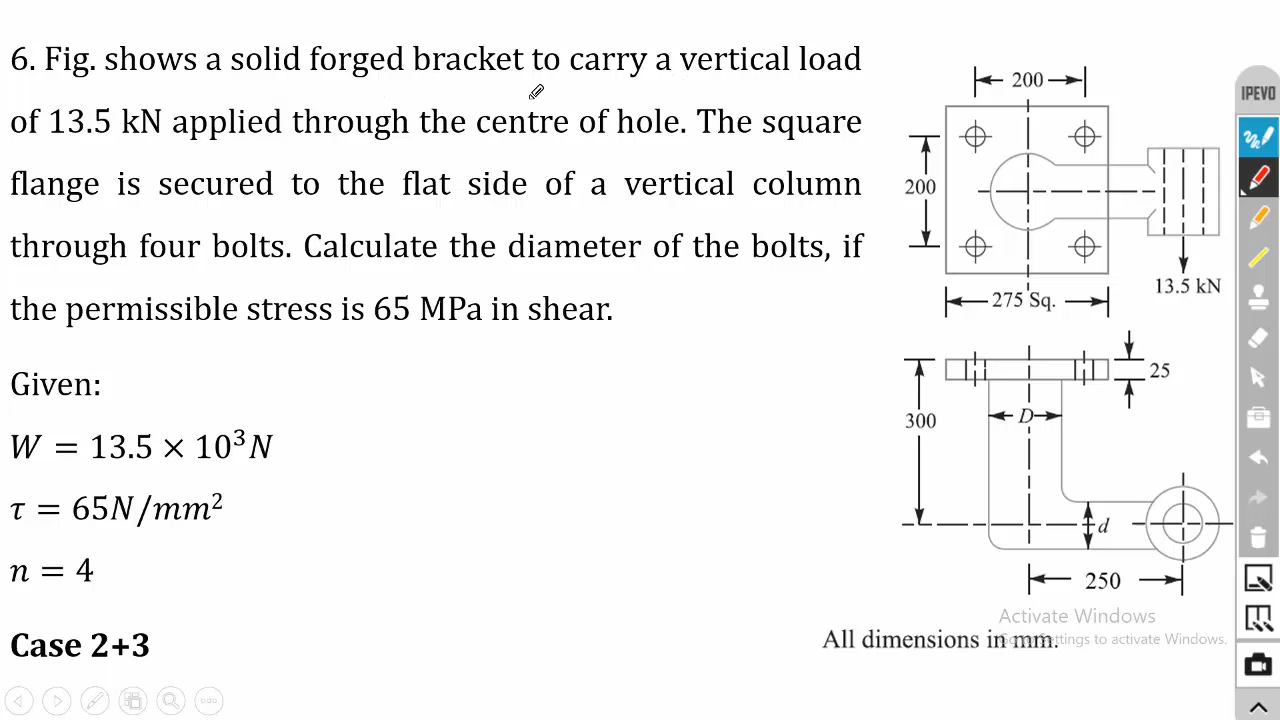 6. Fig. shows a solid forged bracket to carry a vertical load
of 13.5 kN applied through the centre of hole. The square
flange is secured to the flat side of a vertical column
through four bolts. Calculate the diameter of the bolts, if
the permissible stress is 65 MPa in shear.
Given:
W = 13.5 × 10³ N
τ = 65N/mm²
n = 4
Case 2+3
200
200
13.5 kN
275 Sq.
25
300
D
d
250
All dimensions in mm.
Activate Windows
Go to Settings to activate Windows.
IPEVO